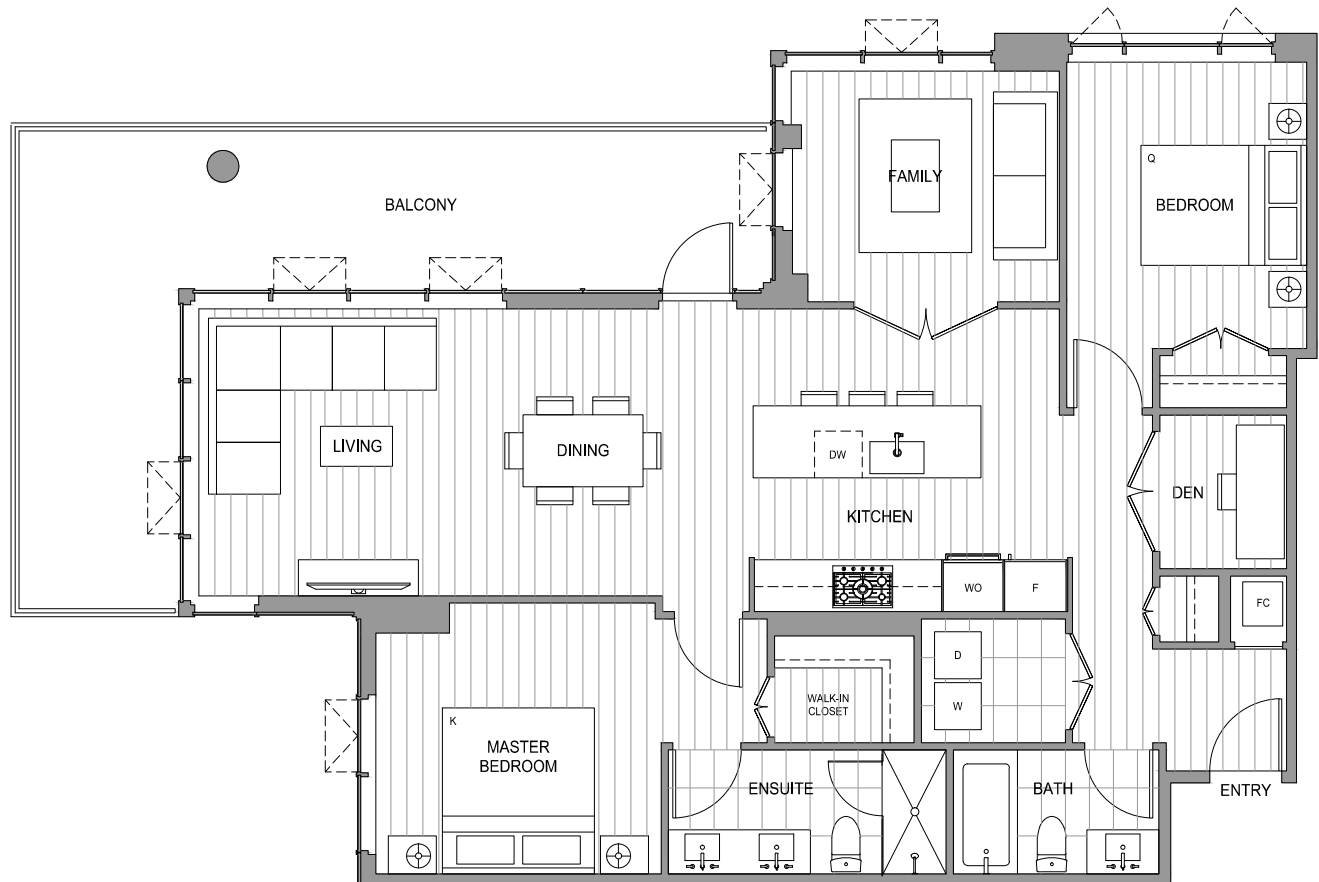 FAMILY
Q
BEDROOM
BALCONY
LIVING
DINING
DW
KITCHEN
DEN
WO
F
FC
D
W
WALK-IN
CLOSET
K
MASTER
BEDROOM
ENSUITE
BATH
ENTRY